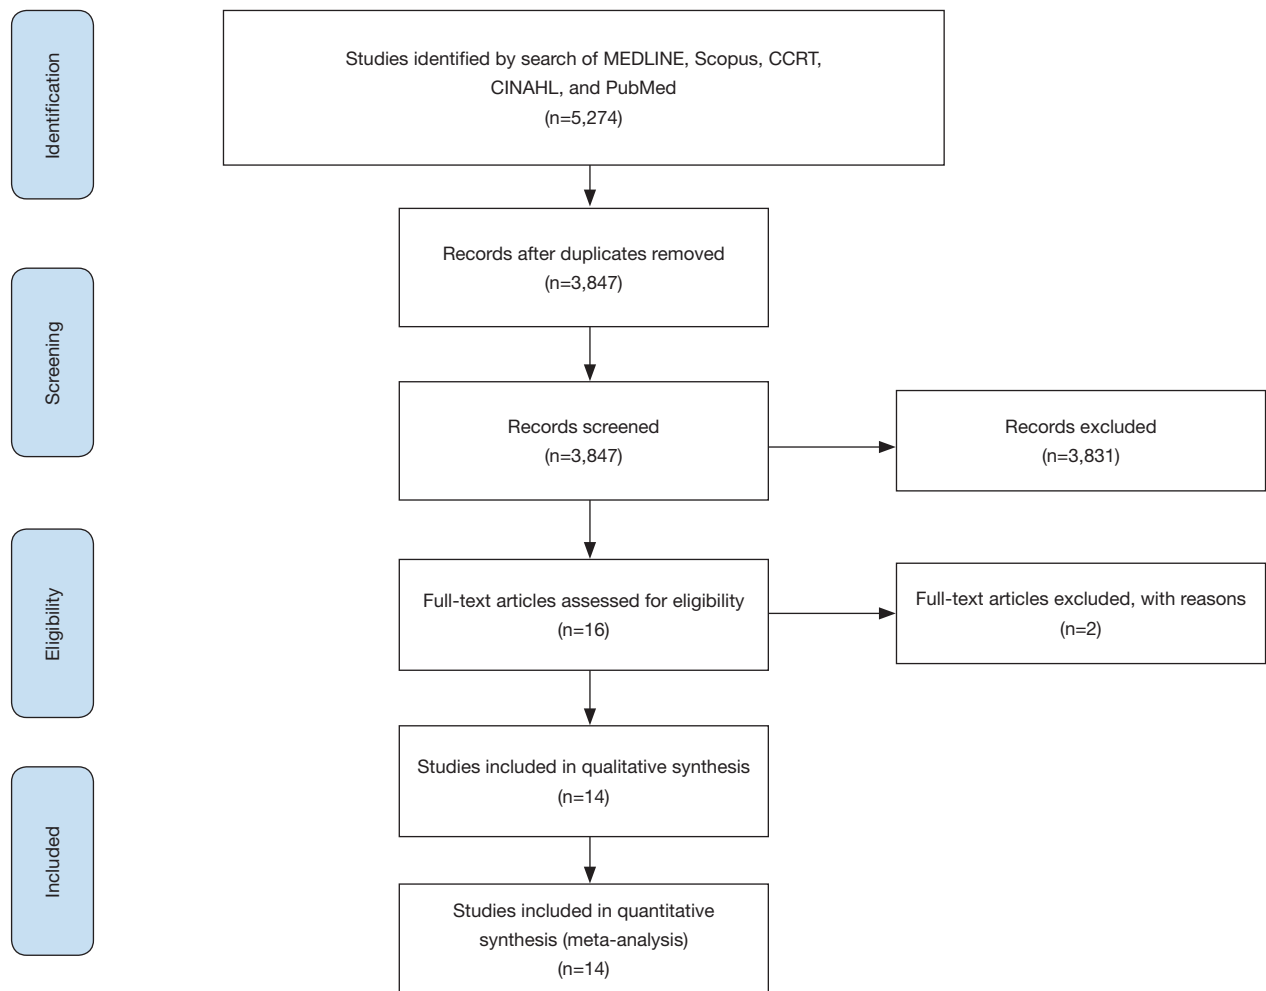 Identification
Studies identified by search of MEDLINE, Scopus, CCRT,
CINAHL, and PubMed
(n=5,274)
Records after duplicates removed
(n=3,847)
Screening
Records screened
(n=3,847)
Records excluded
(n=3,831)
Eligibility
Full-text articles assessed for eligibility
(n=16)
Full-text articles excluded, with reasons
(n=2)
Studies included in qualitative synthesis
(n=14)
Included
Studies included in quantitative
synthesis (meta-analysis)
(n=14)